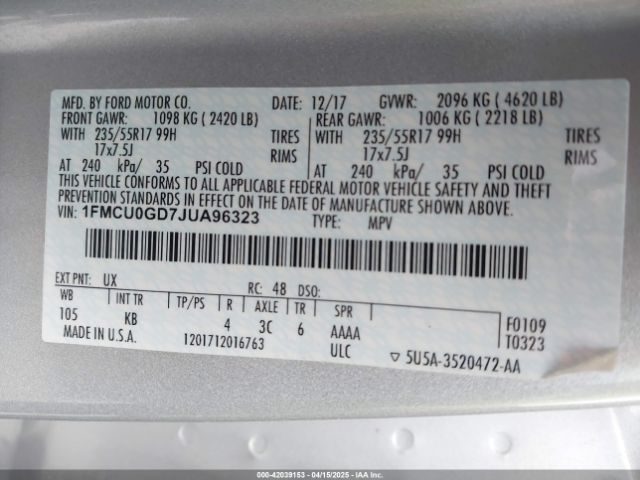 MFD. BY FORD MOTOR CO. DATE: 12/17 GVWR: 2096 KG ( 4620 LB)
FRONT GAWR: 1098 KG ( 2420 LB) REAR GAWR: 1006 KG ( 2218 LB)
WITH 235/55R17 99H TIRES WITH 235/55R17 99H TIRES
17x7.5J RIMS 17x7.5J RIMS
AT 240 kPa/ 35 PSI COLD AT 240 kPa/ 35 PSI COLD
THIS VEHICLE CONFORMS TO ALL APPLICABLE FEDERAL MOTOR VEHICLE SAFETY AND THEFT
PREVENTION STANDARDS IN EFFECT ON THE DATE OF MANUFACTURE SHOWN ABOVE.
VIN: 1FMCU0GD7JUA96323 TYPE: MPV
EXT PNT: UX RC: 48 DSO:
WB INT TR TP/PS R AXLE TR SPR
105 KB 4 3C 6 AAAA F0109
MADE IN U.S.A. 1201712016763 ULC T0323
▽ 5U5A-3520472-AA
000-42039153 - 04/15/2025 - IAA Inc.